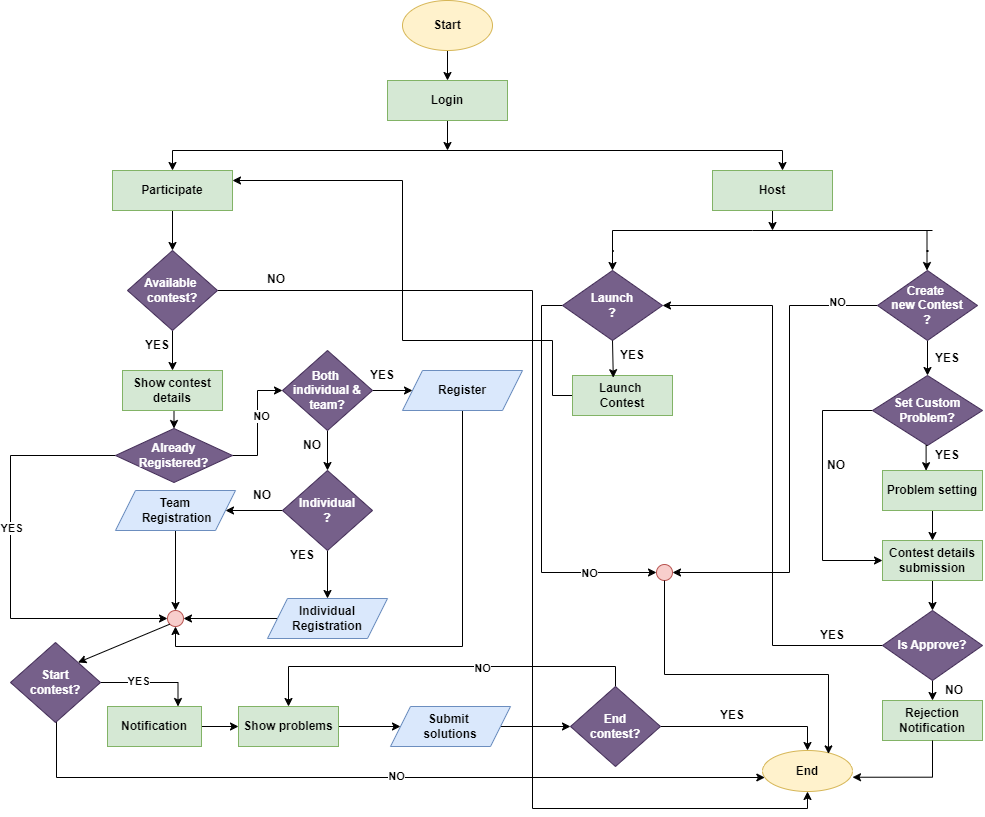 Start
Login
Participate
Host
Available
contest?
NO
YES
Launch
?
YES
Create
new Contest
?
NO
YES
Show contest
details
Both
individual &
team?
YES
Register
Launch
Contest
Set Custom
Problem?
NO
YES
NO
NO
Already
Registered?
YES
Problem setting
Team
Registration
NO
Individual
?
YES
Contest details
submission
NO
Individual
Registration
YES
Is Approve?
NO
Start
contest?
YES
Notification
Show problems
Submit
solutions
NO
End
contest?
YES
Rejection
Notification
NO
End